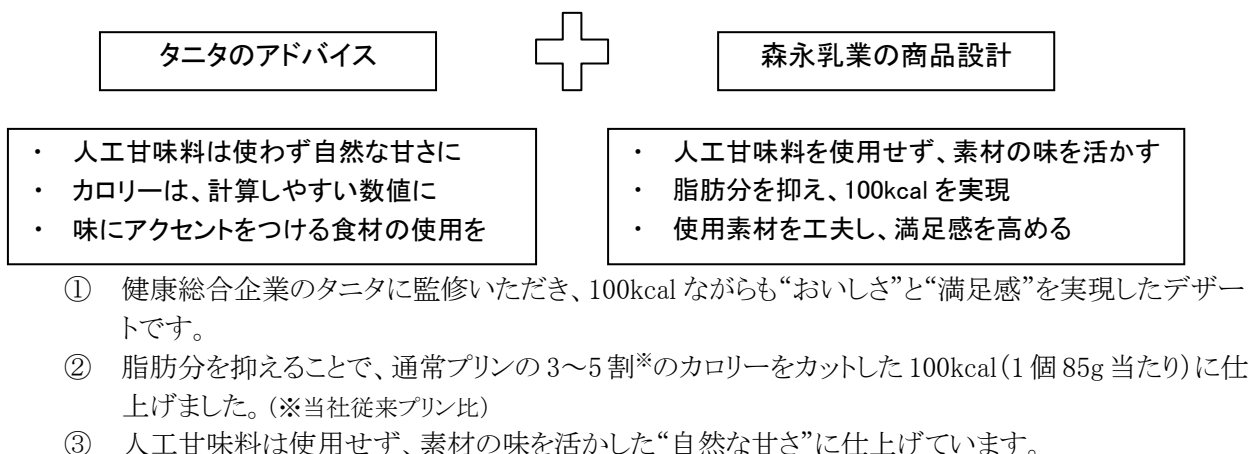 タニタのアドバイス
森永乳業の商品設計
・ 人工甘味料は使わず自然な甘さに
・ カロリーは、計算しやすい数値に
・ 味にアクセントをつける食材の使用を
・ 人工甘味料を使用せず、素材の味を活かす
・ 脂肪分を抑え、100kcal を実現
・ 使用素材を工夫し、満足感を高める
① 健康総合企業のタニタに監修いただき、100kcal ながらも“おいしさ”と“満足感”を実現したデザー
トです。
② 脂肪分を抑えることで、通常プリンの 3～5 割※のカロリーをカットした 100kcal（1 個 85g 当たり）に仕
上げました。（※当社従来プリン比）
③ 人工甘味料は使用せず、素材の味を活かした“自然な甘さ”に仕上げています。